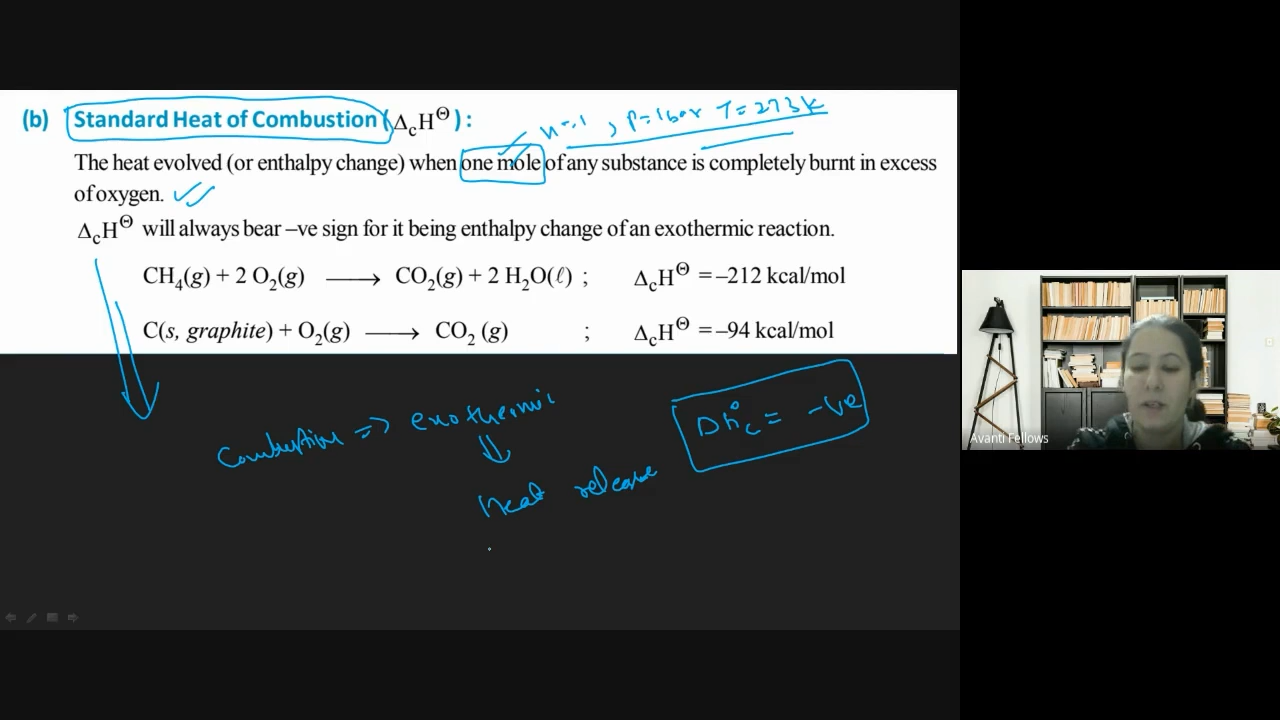 (b) Standard Heat of Combustion (ΔcH⊖) :
n=1 , P=1bar T=273K
The heat evolved (or enthalpy change) when one mole of any substance is completely burnt in excess
of oxygen.
ΔcH⊖ will always bear –ve sign for it being enthalpy change of an exothermic reaction.
CH4(g) + 2 O2(g) ⟶ CO2(g) + 2 H2O(ℓ) ; ΔcH⊖ = –212 kcal/mol
C(s, graphite) + O2(g) ⟶ CO2 (g) ; ΔcH⊖ = –94 kcal/mol
Combustion => exothermic
Δh°c = -ve
Heat release
Avanti Fellows